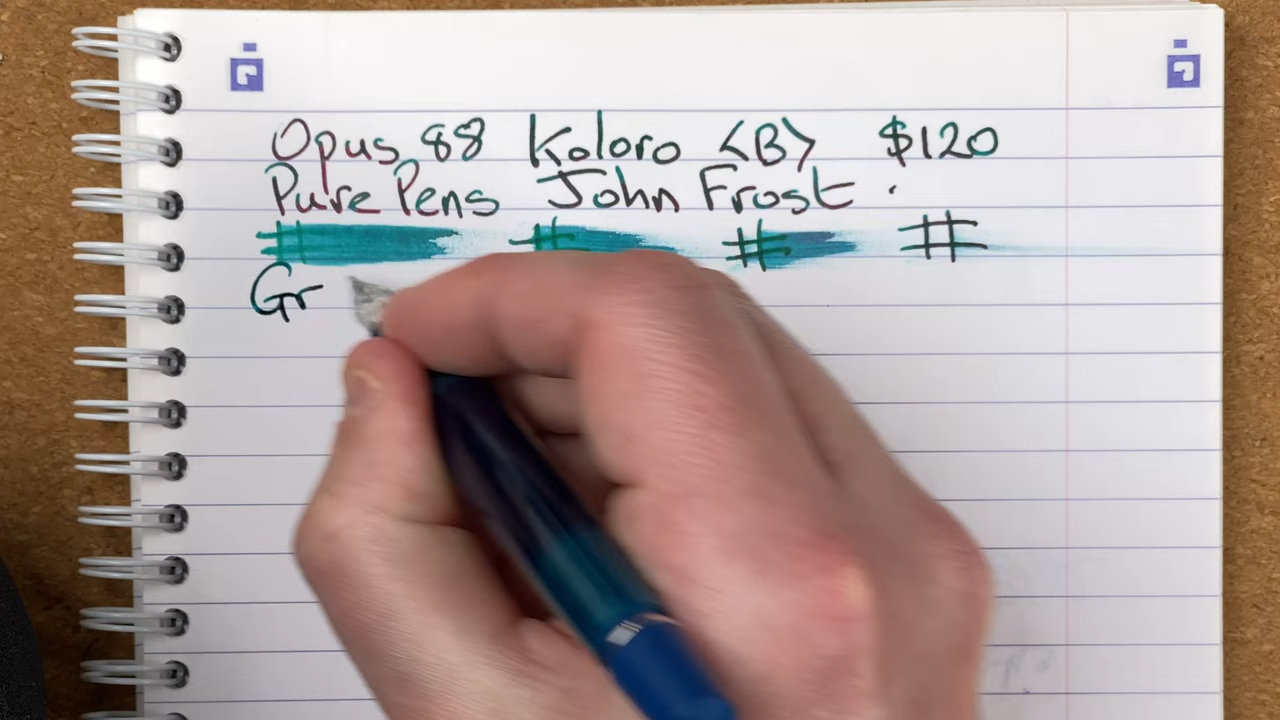 Opus 88 Koloro <B> $120
Pure Pens John Frost .
# # # #
Gr